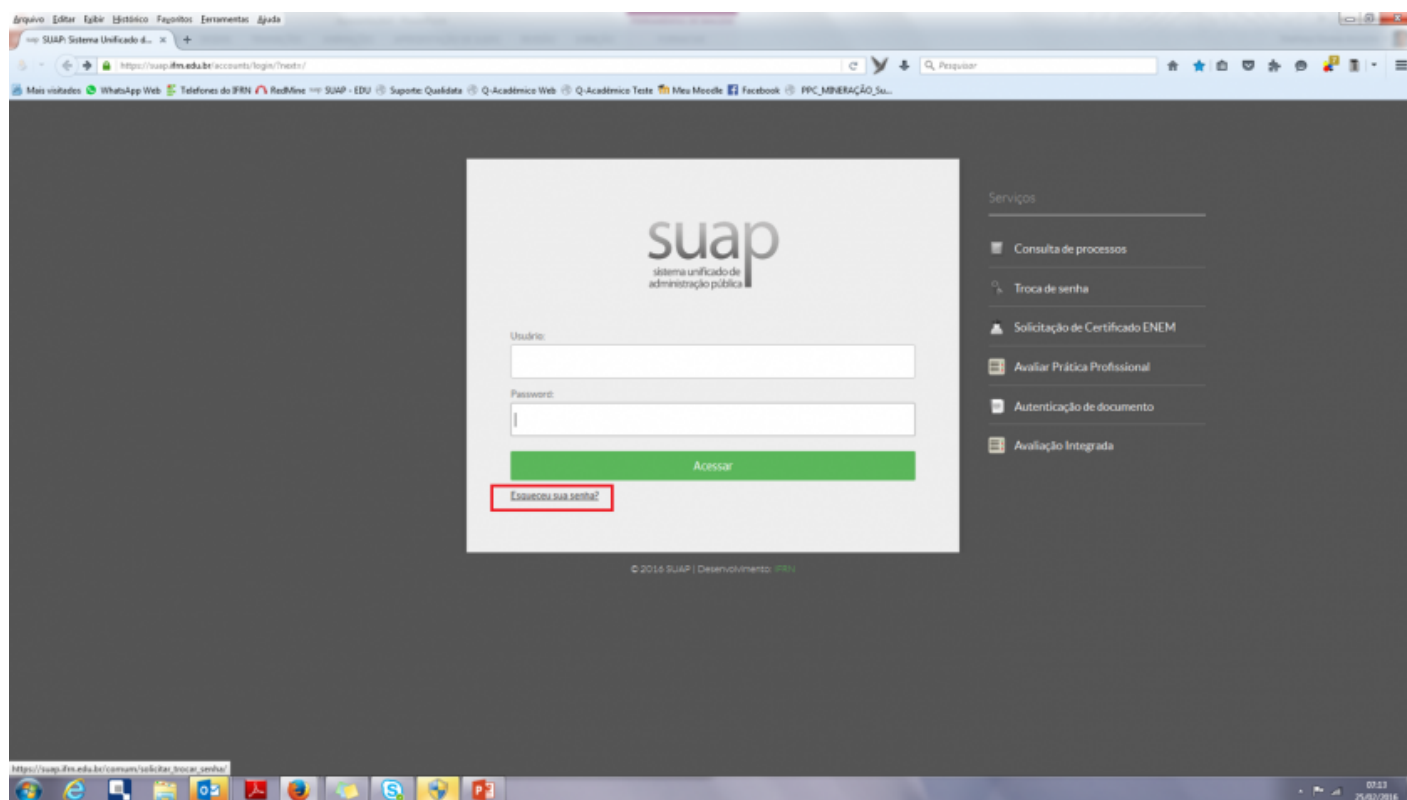 Arquivo Editar Exibir Histórico Favoritos Ferramentas Ajuda
SUAP: Sistema Unificado d... × +
https://suap.ifrn.edu.br/accounts/login/?next=/
Pesquisar
Mais visitados WhatsApp Web Telefones do IFRN RedMine SUAP - EDU Suporte Qualidata Q-Acadêmico Web Q-Acadêmico Teste Meu Moodle Facebook PPC_MINERAÇÃO_Su...
suap
sistema unificado de
administração pública
Usuário:
Password:
Acessar
Esqueceu sua senha?
Serviços
Consulta de processos
Troca de senha
Solicitação de Certificado ENEM
Avaliar Prática Profissional
Autenticação de documento
Avaliação Integrada
© 2016 SUAP | Desenvolvimento: IFRN
https://suap.ifrn.edu.br/comum/solicitar_trocar_senha/
07:13
25/02/2016